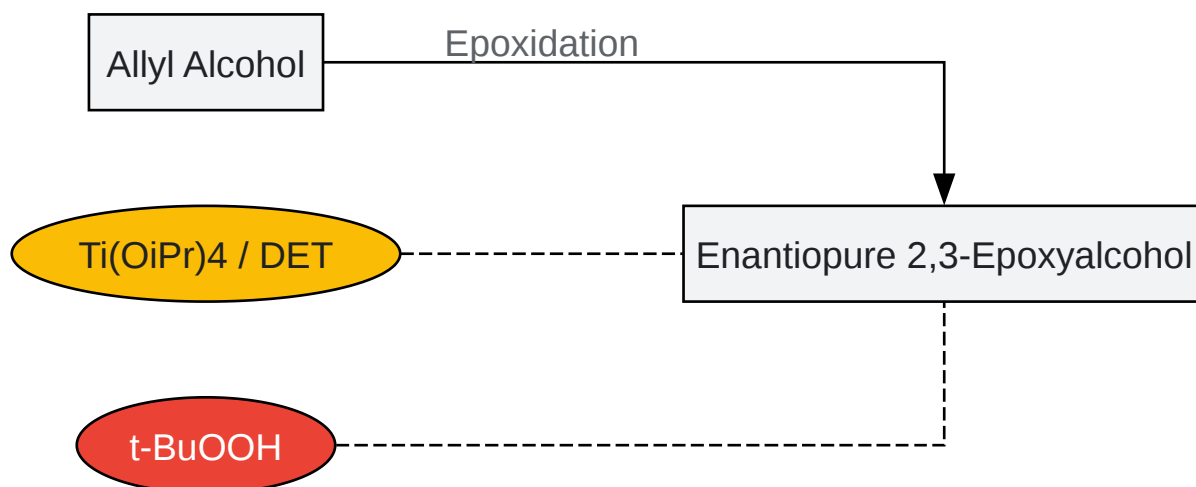 Epoxidation
Allyl Alcohol
Ti(OiPr)4 / DET
Enantiopure 2,3-Epoxyalcohol
t-BuOOH